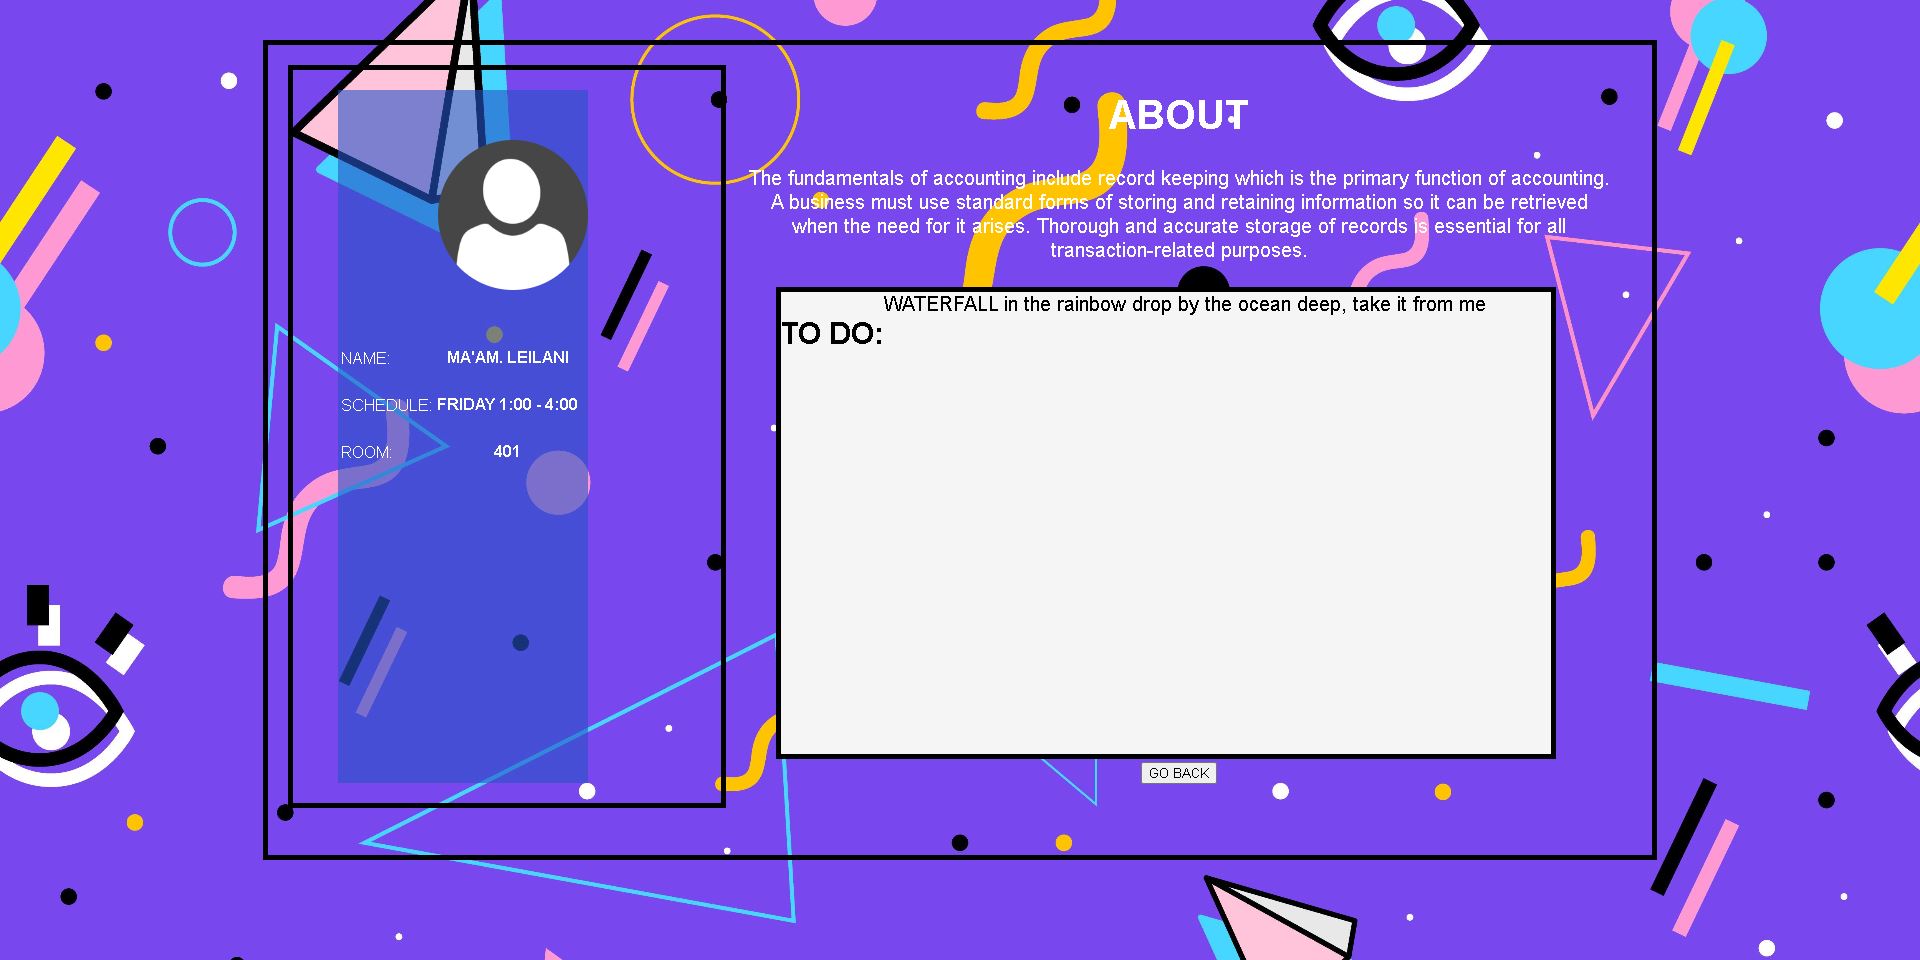 NAME: MA'AM. LEILANI
SCHEDULE: FRIDAY 1:00 - 4:00
ROOM: 401
ABOUT
The fundamentals of accounting include record keeping which is the primary function of accounting.
A business must use standard forms of storing and retaining information so it can be retrieved
when the need for it arises. Thorough and accurate storage of records is essential for all
transaction-related purposes.
WATERFALL in the rainbow drop by the ocean deep, take it from me
TO DO:
GO BACK